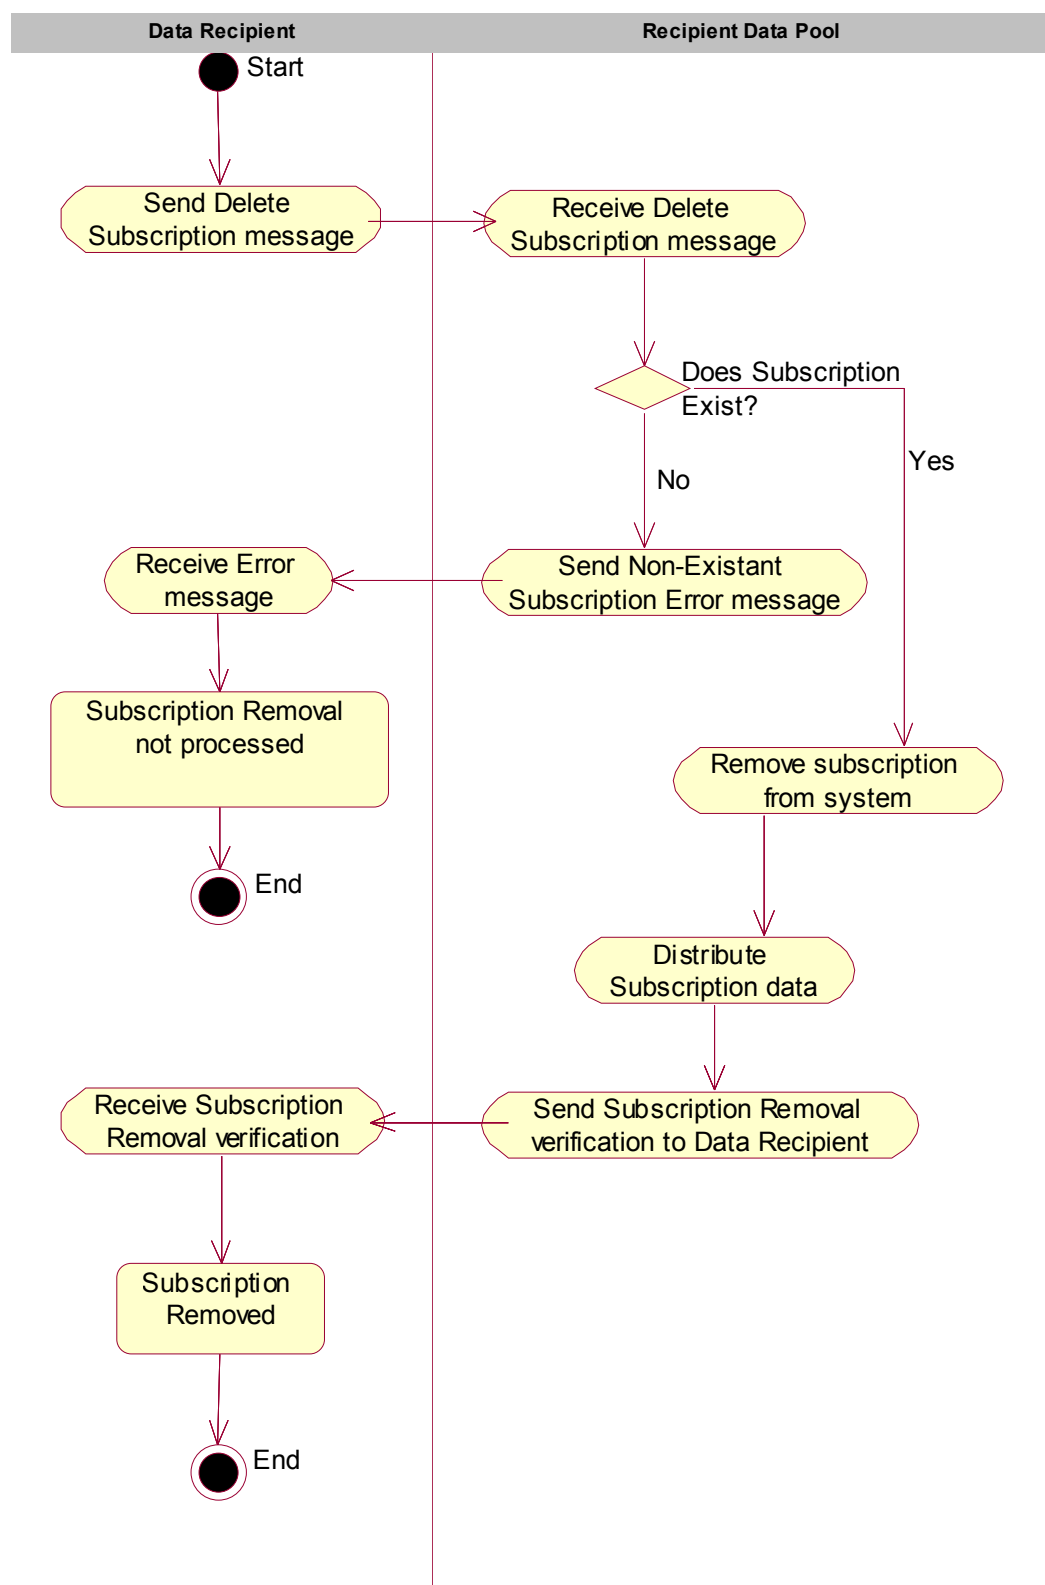 Data Recipient
Recipient Data Pool
Start
Send Delete
Subscription message
Receive Delete
Subscription message
Does Subscription
Exist?
Yes
No
Send Non-Existant
Subscription Error message
Receive Error
message
Subscription Removal
not processed
End
Remove subscription
from system
Distribute
Subscription data
Send Subscription Removal
verification to Data Recipient
Receive Subscription
Removal verification
Subscription
Removed
End